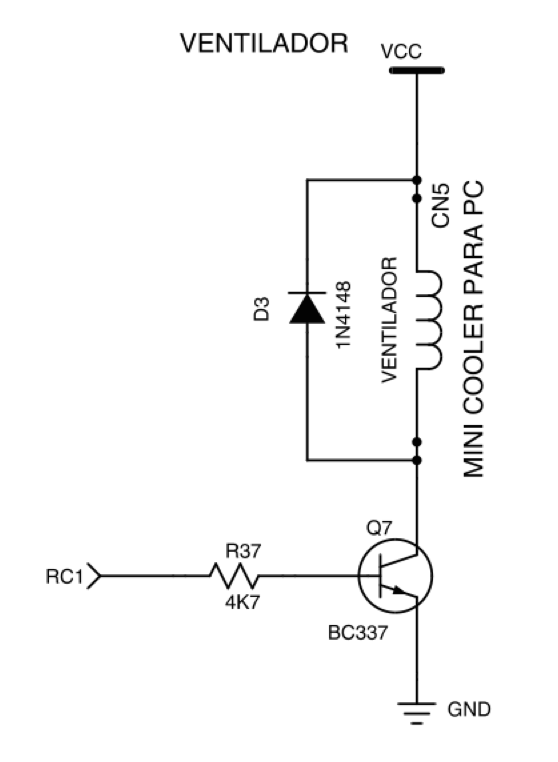 VENTILADOR
VCC
CN5
MINI COOLER PARA PC
VENTILADOR
D3
1N4148
Q7
R37
RC1
4K7
BC337
GND